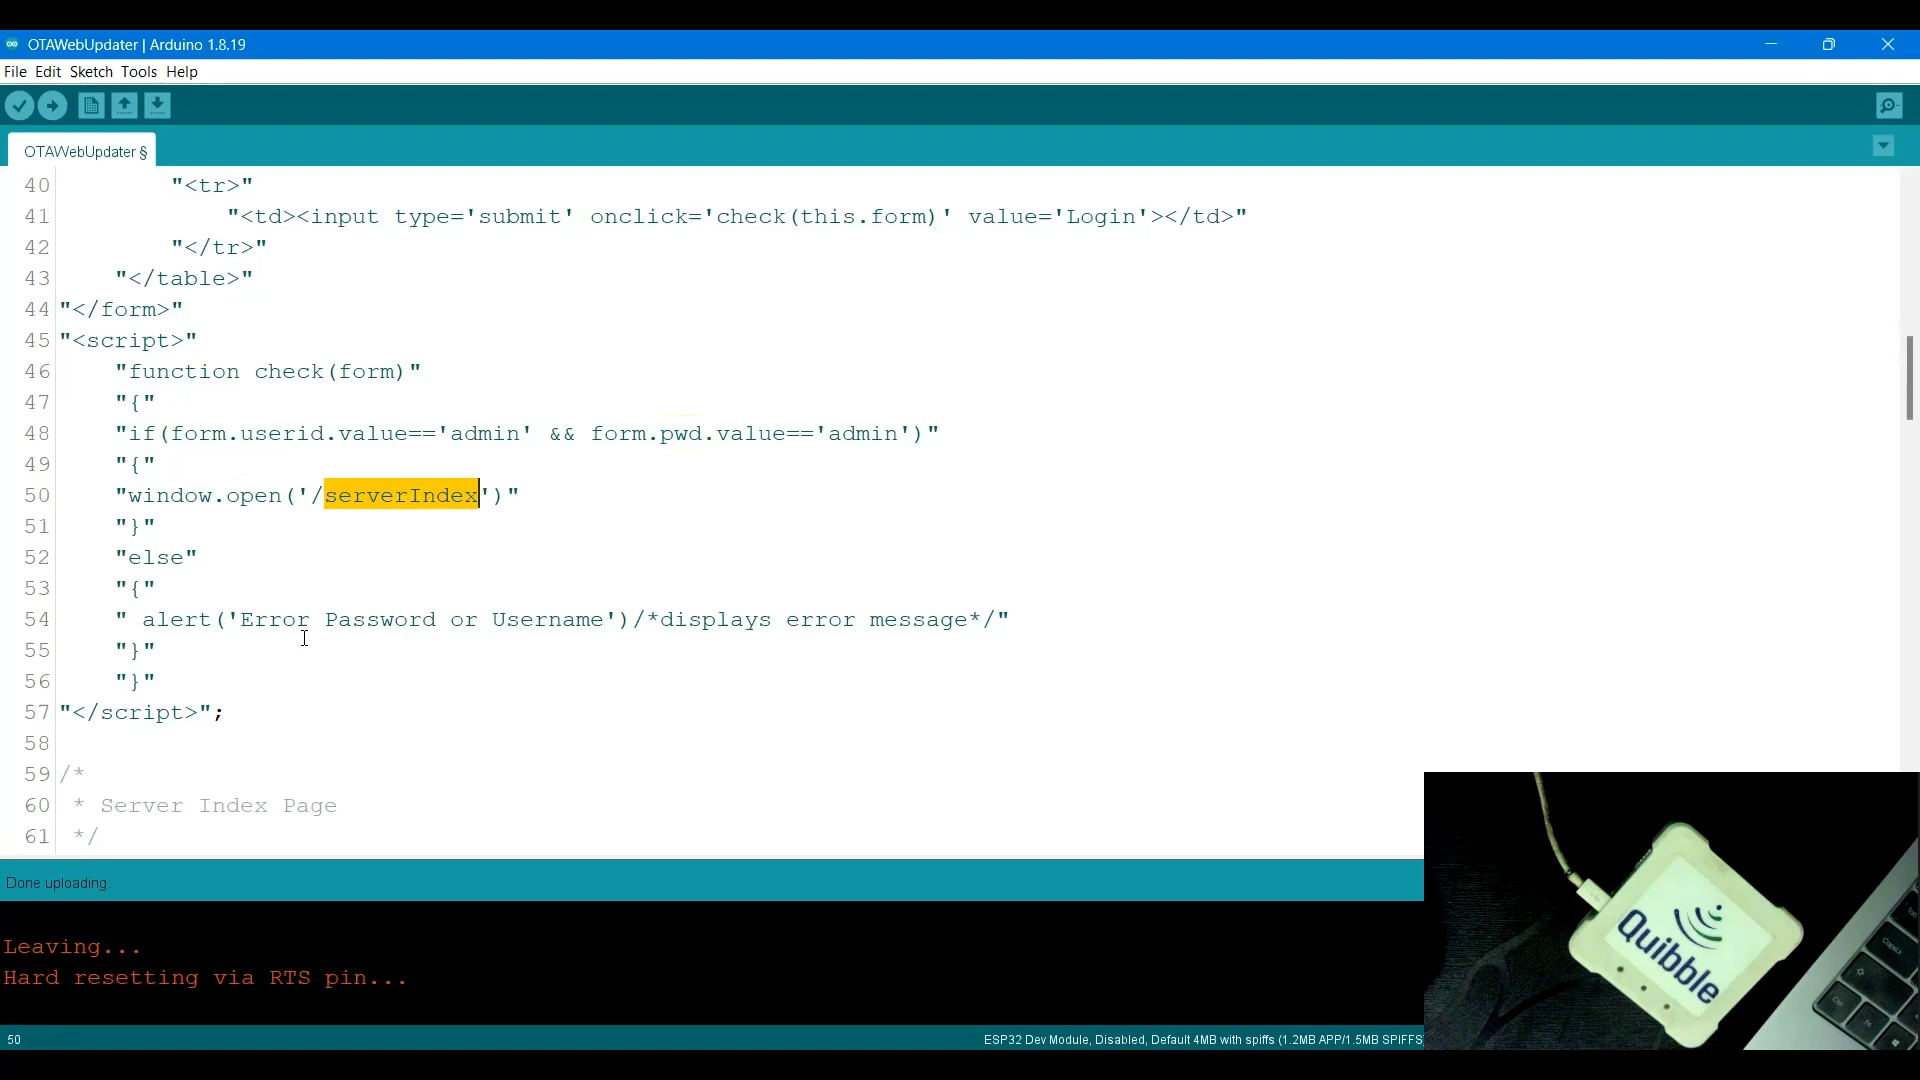 OTAWebUpdater | Arduino 1.8.19
File Edit Sketch Tools Help
OTAWebUpdater §
40 "<tr>"
41 "<td><input type='submit' onclick='check(this.form)' value='Login'></td>"
42 "</tr>"
43 "</table>"
44 "</form>"
45 "<script>"
46 "function check(form)"
47 "{"
48 "if(form.userid.value=='admin' && form.pwd.value=='admin')"
49 "{"
50 "window.open('/serverIndex')"
51 "}"
52 "else"
53 "{"
54 " alert('Error Password or Username')/*displays error message*/"
55 "}"
56 "}"
57 "</script>";
58
59 /*
60 * Server Index Page
61 */
Done uploading.
Leaving...
Hard resetting via RTS pin...
50
ESP32 Dev Module, Disabled, Default 4MB with spiffs (1.2MB APP/1.5MB SPIFFS
Quibble